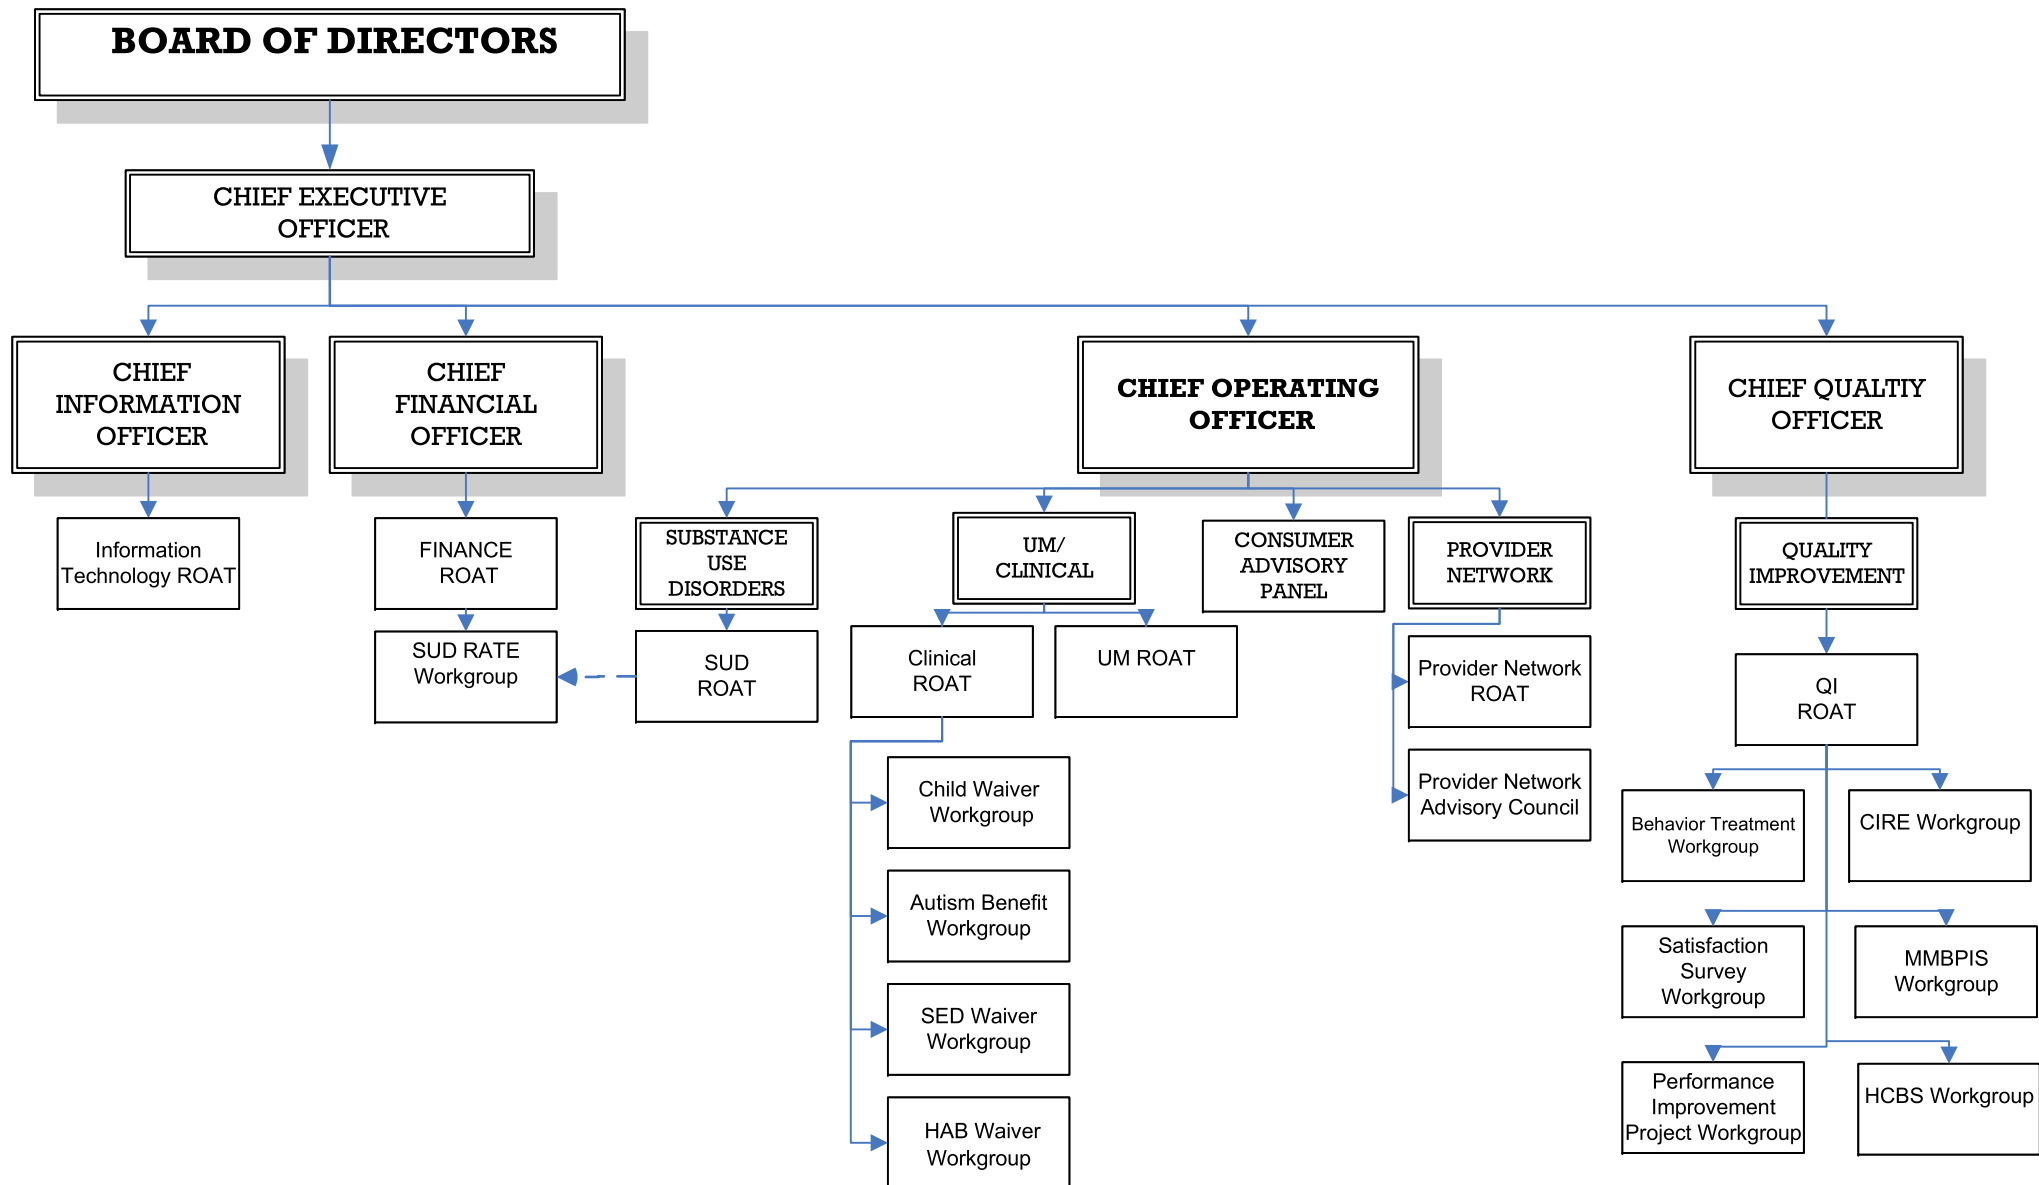 BOARD OF DIRECTORS
CHIEF EXECUTIVE
OFFICER
CHIEF
INFORMATION
OFFICER
CHIEF
FINANCIAL
OFFICER
CHIEF OPERATING
OFFICER
CHIEF QUALTIY
OFFICER
Information
Technology ROAT
FINANCE
ROAT
SUD RATE
Workgroup
SUBSTANCE
USE
DISORDERS
SUD
ROAT
UM/
CLINICAL
Clinical
ROAT
UM ROAT
Child Waiver
Workgroup
Autism Benefit
Workgroup
SED Waiver
Workgroup
HAB Waiver
Workgroup
CONSUMER
ADVISORY
PANEL
PROVIDER
NETWORK
Provider Network
ROAT
Provider Network
Advisory Council
QUALITY
IMPROVEMENT
QI
ROAT
Behavior Treatment
Workgroup
CIRE Workgroup
Satisfaction
Survey
Workgroup
MMBPIS
Workgroup
Performance
Improvement
Project Workgroup
HCBS Workgroup